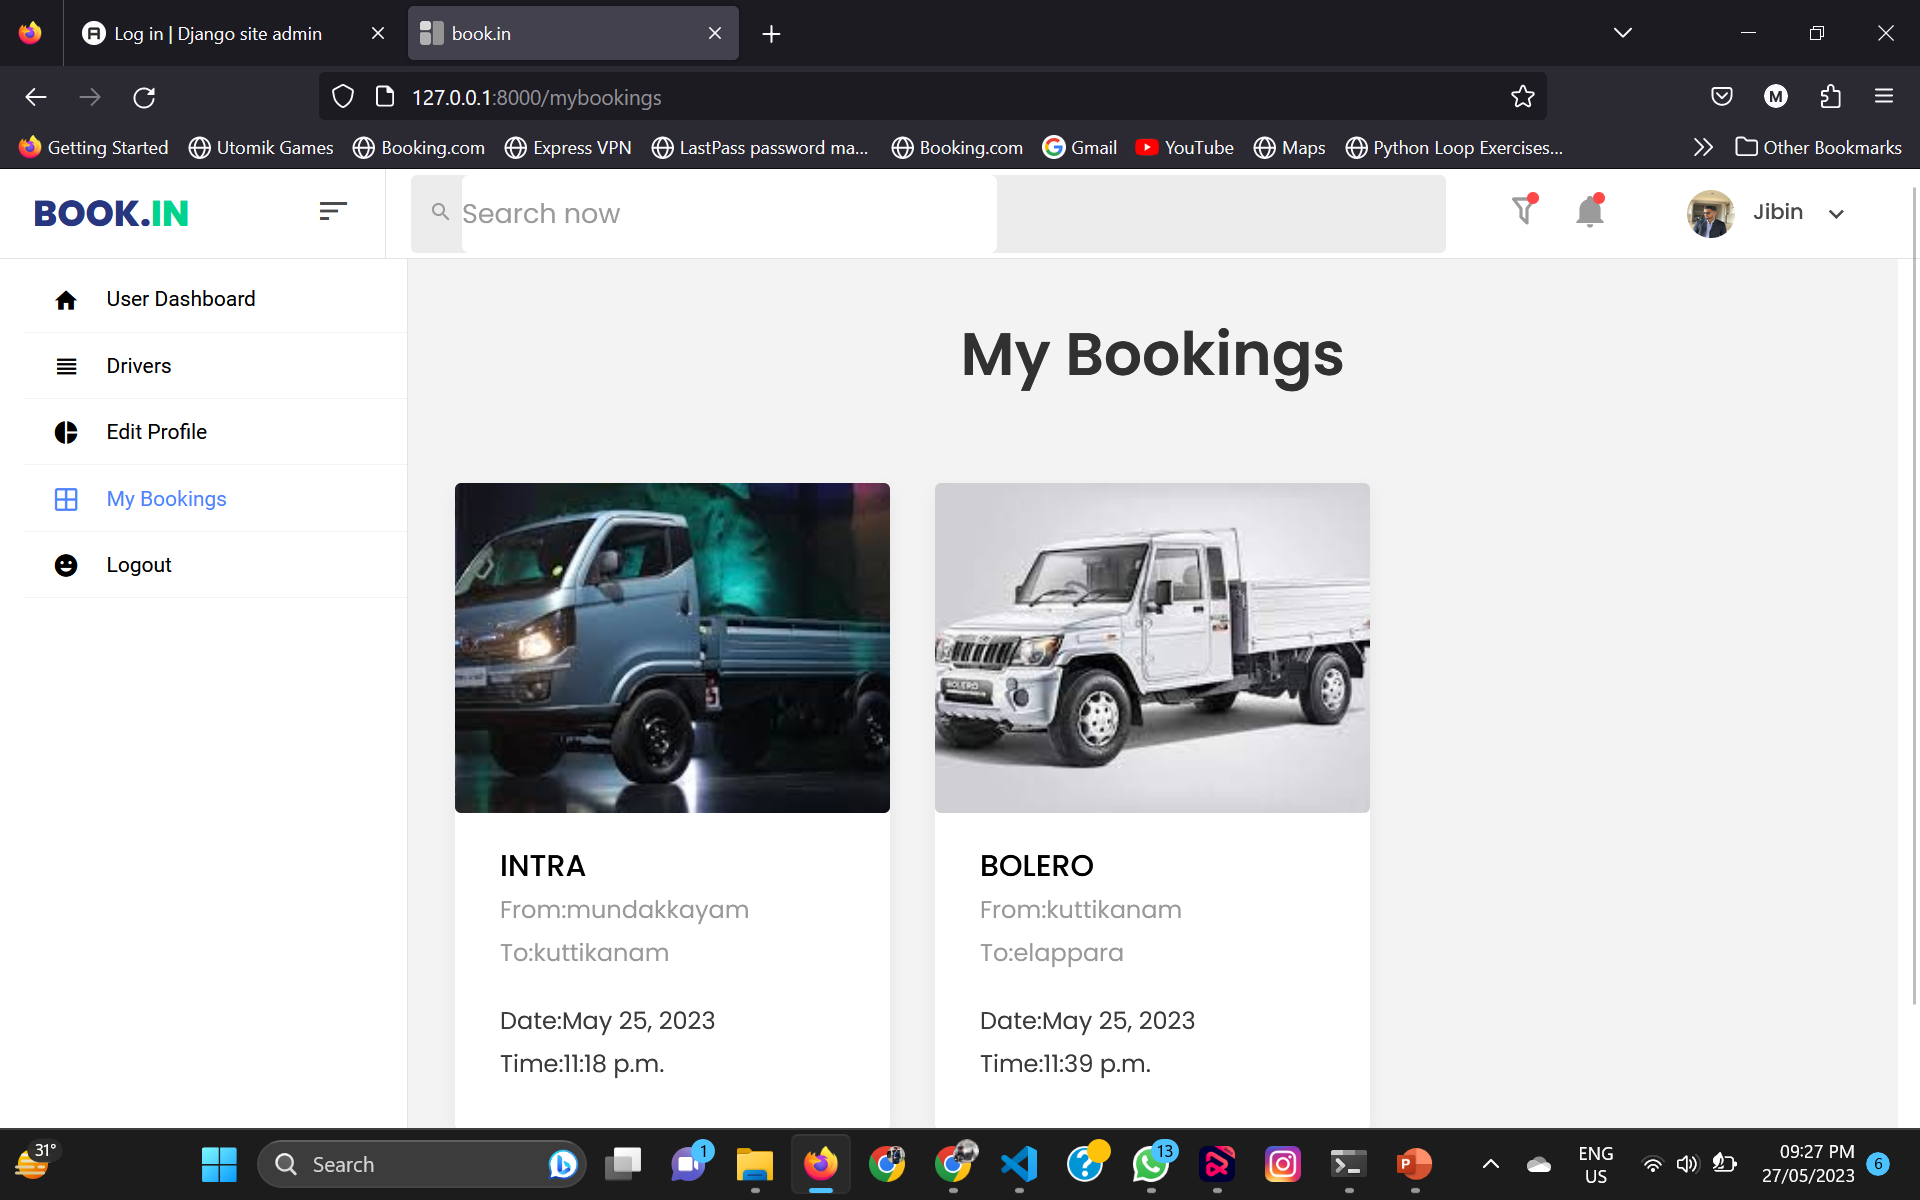 Log in | Django site admin
book.in
127.0.0.1:8000/mybookings
M
Getting Started
Utomik Games
Booking.com
Express VPN
LastPass password ma...
Booking.com
Gmail
YouTube
Maps
Python Loop Exercises...
Other Bookmarks
BOOK.IN
Search now
Jibin
User Dashboard
Drivers
Edit Profile
My Bookings
Logout
My Bookings
BOLERO
INTRA
From:mundakkayam
To:kuttikanam
Date:May 25, 2023
Time:11:18 p.m.
BOLERO
From:kuttikanam
To:elappara
Date:May 25, 2023
Time:11:39 p.m.
31°
Search
1
13
P
ENG
US
09:27 PM
27/05/2023
6